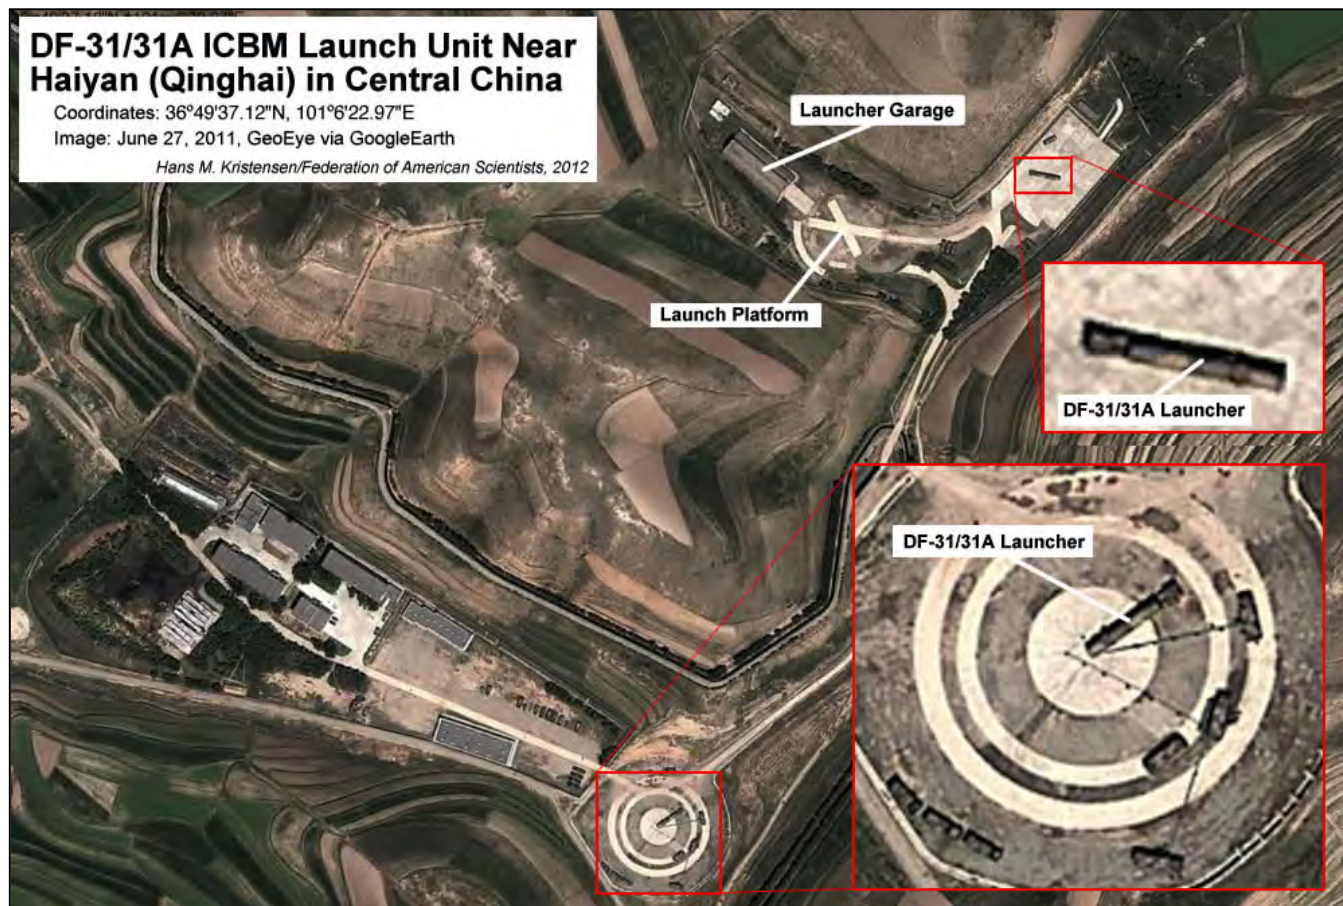 DF-31/31A ICBM Launch Unit Near
Haiyan (Qinghai) in Central China
Coordinates: 36º49'37.12"N, 101º6'22.97"E
Image: June 27, 2011, GeoEye via GoogleEarth
Hans M. Kristensen/Federation of American Scientists, 2012
Launcher Garage
Launch Platform
DF-31/31A Launcher
DF-31/31A Launcher